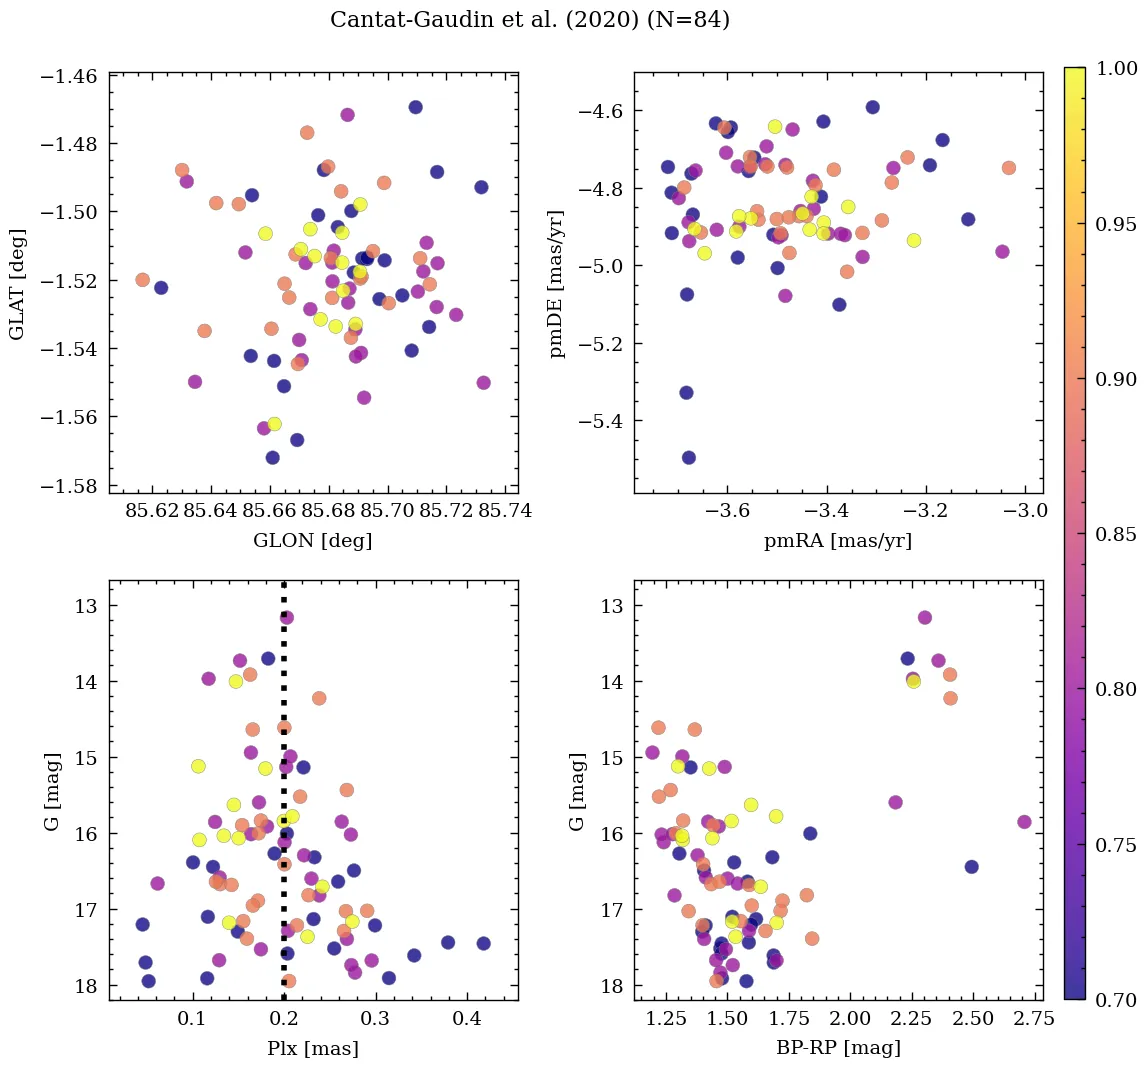 Cantat-Gaudin et al. (2020) (N=84)
−1.46
−1.48
−1.50
−1.52
−1.54
−1.56
−1.58
GLAT [deg]
85.62 85.64 85.66 85.68 85.70 85.72 85.74
GLON [deg]
−4.6
−4.8
−5.0
−5.2
−5.4
pmDE [mas/yr]
−3.6 −3.4 −3.2 −3.0
pmRA [mas/yr]
13
14
15
16
17
18
G [mag]
0.1 0.2 0.3 0.4
Plx [mas]
13
14
15
16
17
18
G [mag]
1.25 1.50 1.75 2.00 2.25 2.50 2.75
BP-RP [mag]
1.00
0.95
0.90
0.85
0.80
0.75
0.70